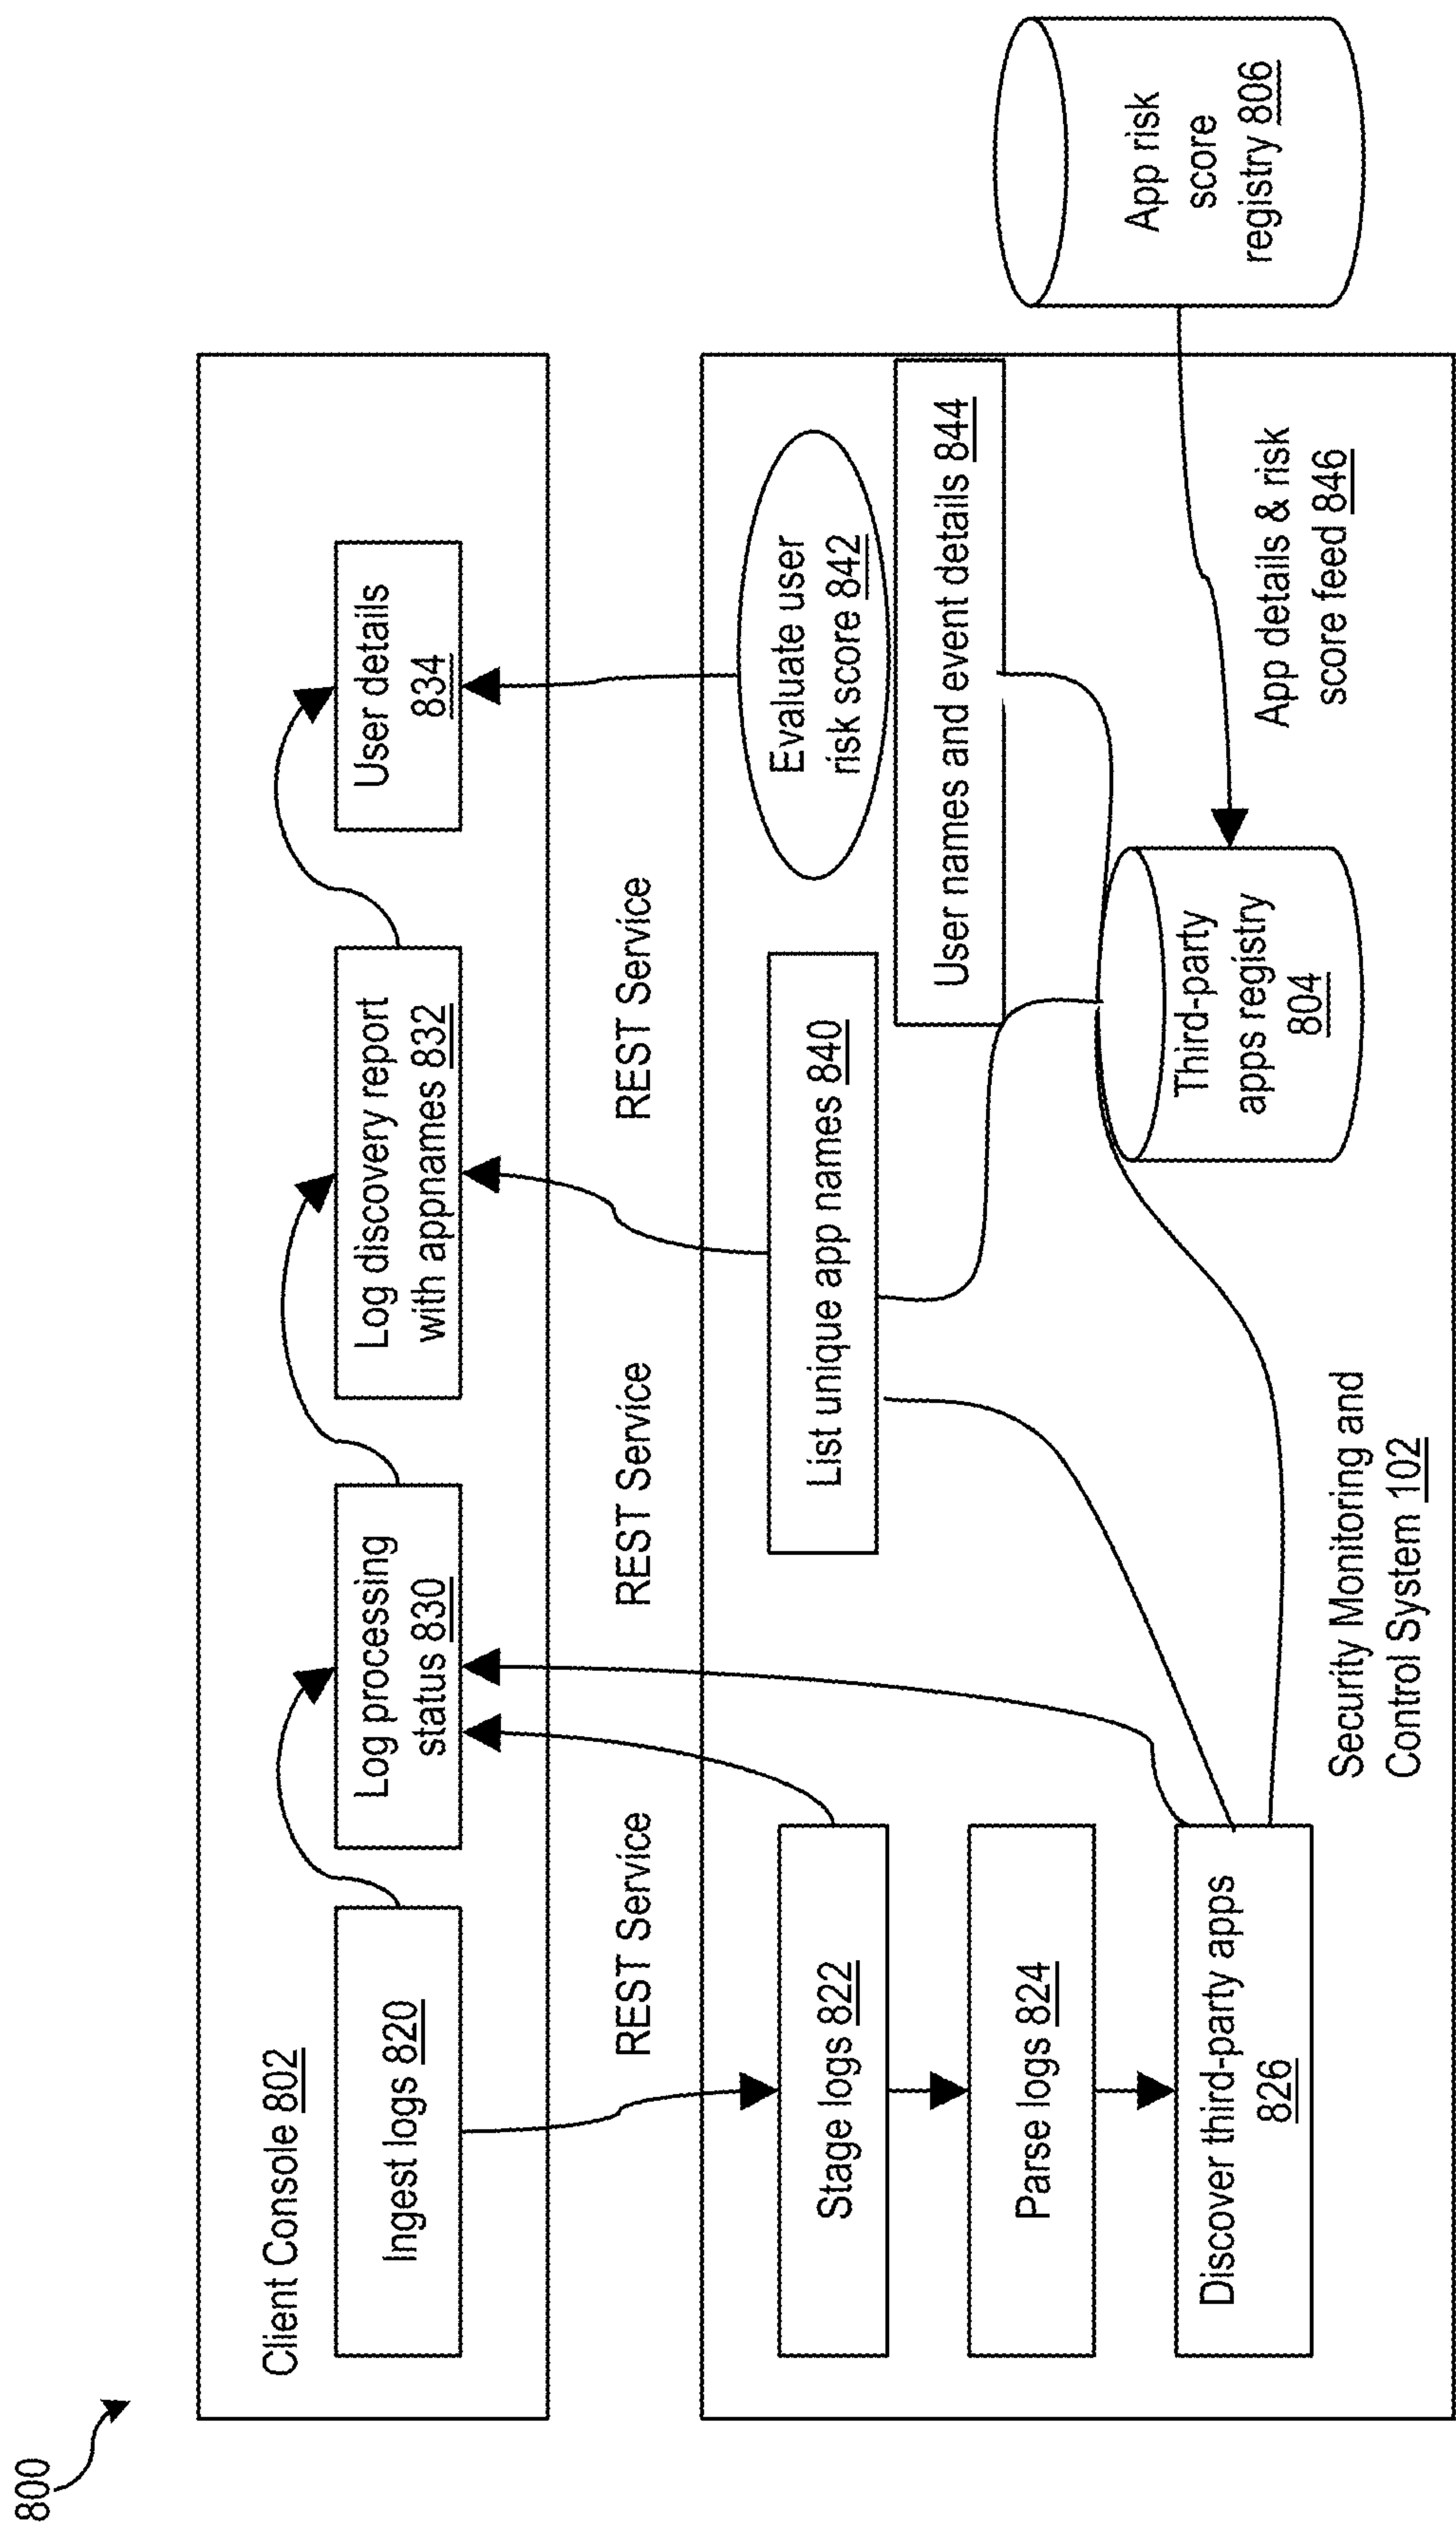 800
Client Console 802
Ingest logs 820
Log processing
status 830
Log discovery report
with appnames 832
User details
834
REST Service
REST Service
REST Service
Stage logs 822
Parse logs 824
Discover third-party apps
826
List unique app names 840
Evaluate user
risk score 842
User names and event details 844
Third-party
apps registry
804
App details & risk
score feed 846
Security Monitoring and
Control System 102
App risk
score
registry 806